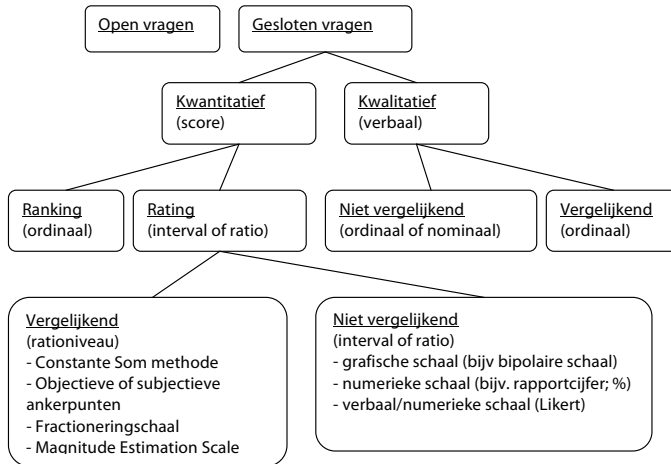 Open vragen
Gesloten vragen
Kwantitatief
(score)
Kwalitatief
(verbaal)
Ranking
(ordinaal)
Rating
(interval of ratio)
Niet vergelijkend
(ordinaal of nominaal)
Vergelijkend
(ordinaal)
Vergelijkend
(rationiveau)
- Constante Som methode
- Objectieve of subjectieve
ankerpunten
- Fractioneringschaal
- Magnitude Estimation Scale
Niet vergelijkend
(interval of ratio)
- grafische schaal (bijv bipolaire schaal)
- numerieke schaal (bijv. rapportcijfer; %)
- verbaal/numerieke schaal (Likert)